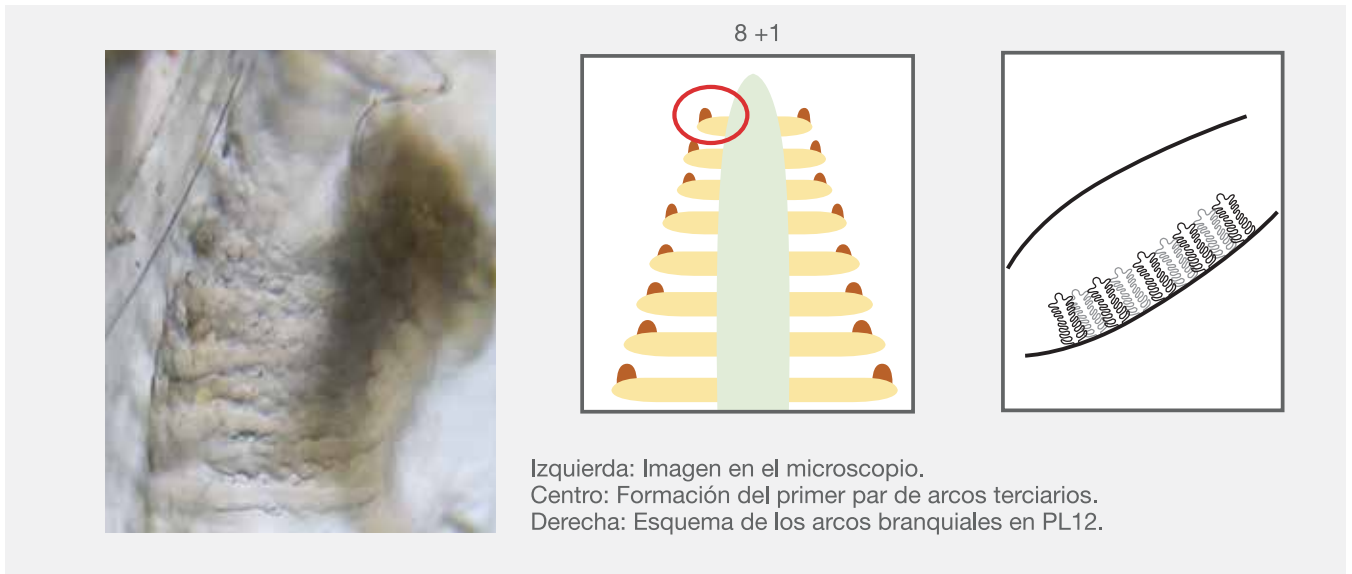 8 +1
Izquierda: Imagen en el microscopio.
Centro: Formación del primer par de arcos terciarios.
Derecha: Esquema de los arcos branquiales en PL12.